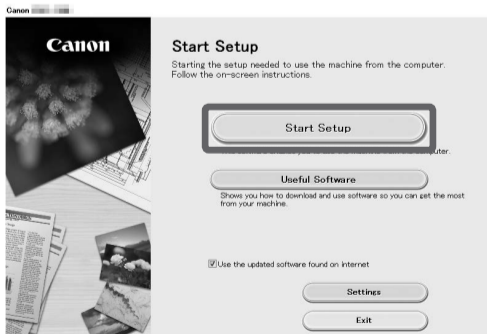 Canon
Canon
Start Setup
Starting the setup needed to use the machine from the computer.
Follow the on-screen instructions.
Start Setup
computer.
Useful Software
Shows you how to download and use software so you can get the most
from your machine.
Use the updated software found on internet
Settings
Exit